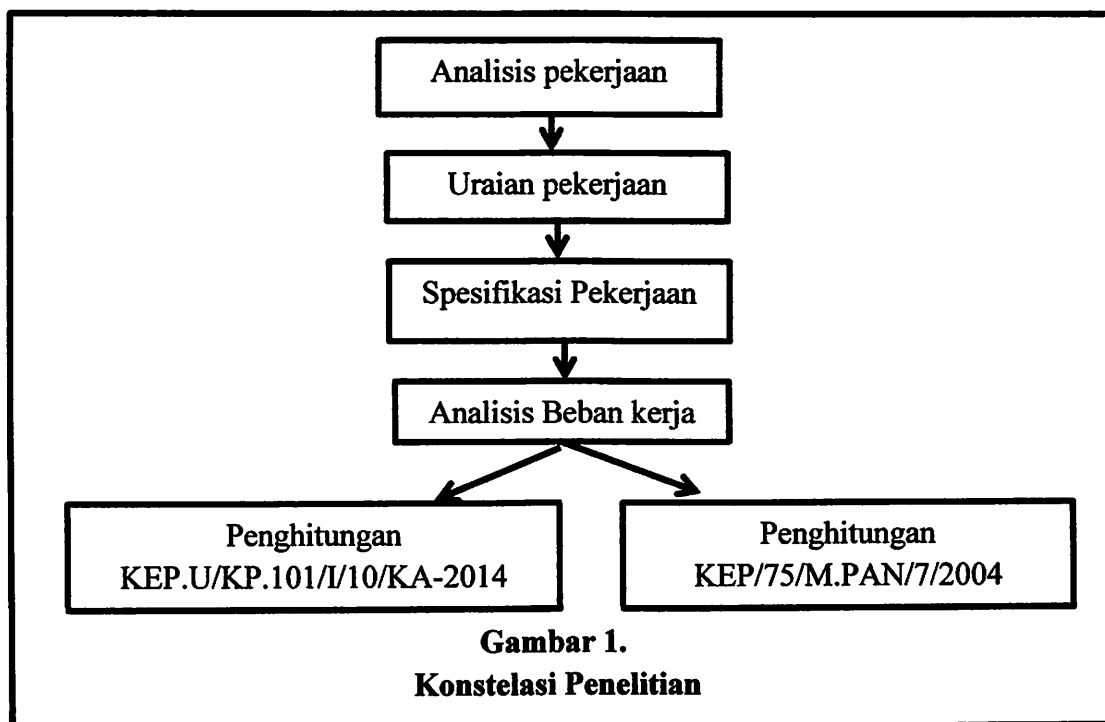 Analisis pekerjaan
Uraian pekerjaan
Spesifikasi Pekerjaan
Analisis Beban kerja
Penghitungan
KEP.U/KP.101/I/10/KA-2014
Penghitungan
KEP/75/M.PAN/7/2004
Gambar 1.
Konstelasi Penelitian